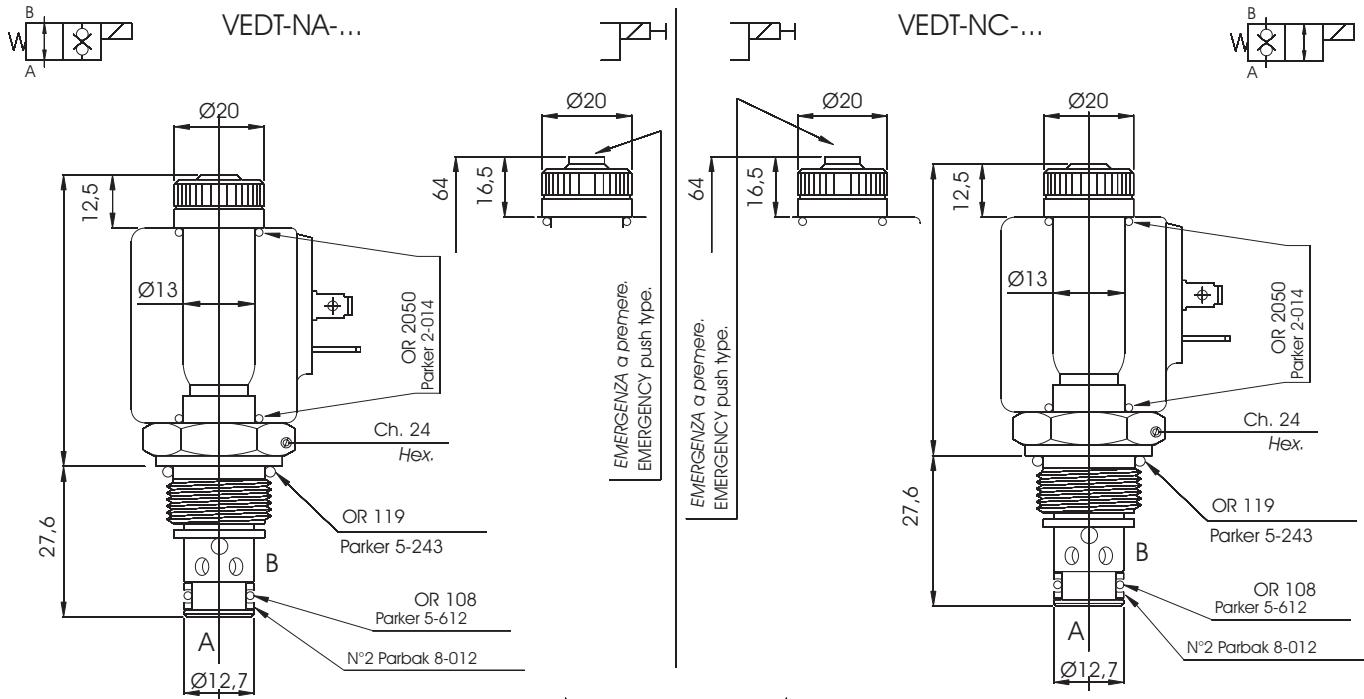 B
VEDT-NA-...
A
Ø20
12,5
Ø13
OR 2050
Parker 2-014
Ch. 24
Hex.
27,6
OR 119
Parker 5-243
B
OR 108
Parker 5-612
A
N°2 Parbak 8-012
Ø12,7
Ø20
64
16,5
EMERGENZA a premere.
EMERGENCY push type.
VEDT-NC-...
B
A
Ø20
64
16,5
EMERGENZA a premere.
EMERGENCY push type.
Ø20
12,5
Ø13
OR 2050
Parker 2-014
Ch. 24
Hex.
27,6
OR 119
Parker 5-243
B
OR 108
Parker 5-612
A
N°2 Parbak 8-012
Ø12,7